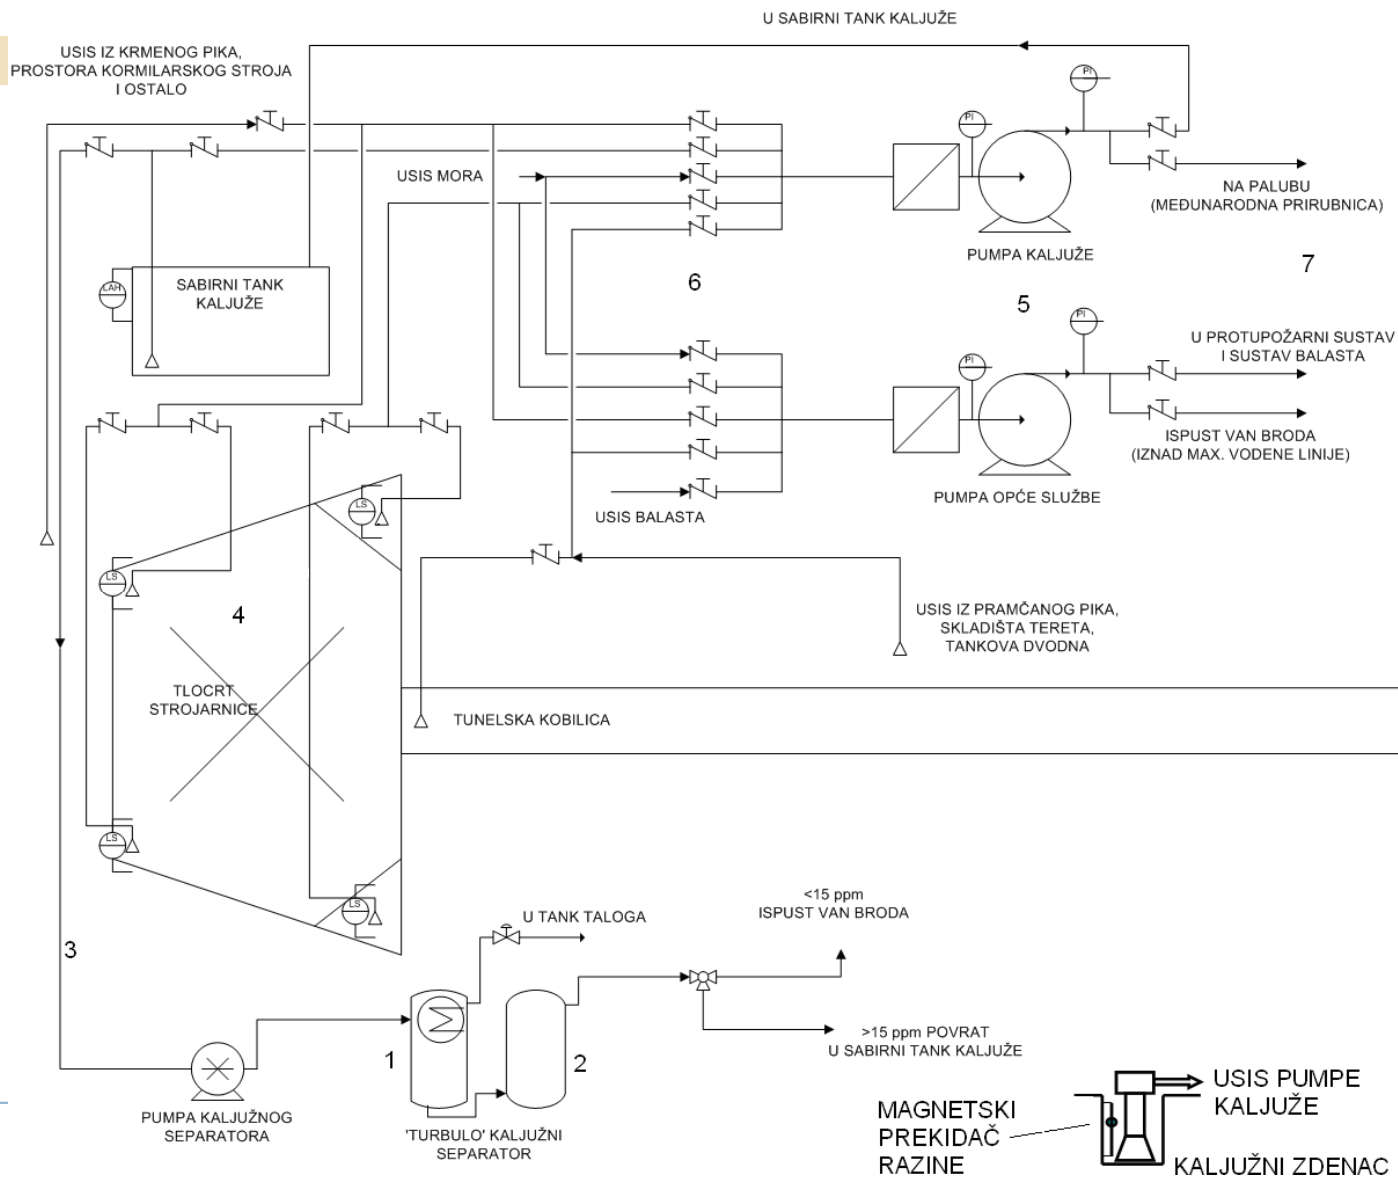 U SABIRNI TANK KALJUŽE
USIS IZ KRMENOG PIKA,
PROSTORA KORMILARSKOG STROJA
I OSTALO
PI
PI
USIS MORA
NA PALUBU
(MEĐUNARODNA PRIRUBNICA)
PUMPA KALJUŽE
7
SABIRNI TANK
KALJUŽE
LAH
6
5
PI
PI
U PROTUPOŽARNI SUSTAV
I SUSTAV BALASTA
ISPUST VAN BRODA
(IZNAD MAX. VODENE LINIJE)
PUMPA OPĆE SLUŽBE
USIS BALASTA
LS
LS
4
USIS IZ PRAMČANOG PIKA,
SKLADIŠTA TERETA,
TANKOVA DVODNA
TLOCRT
STROJARNICE
TUNELSKA KOBILICA
LS
LS
3
U TANK TALOGA
<15 ppm
ISPUST VAN BRODA
1
2
>15 ppm POVRAT
U SABIRNI TANK KALJUŽE
PUMPA KALJUŽNOG
SEPARATORA
'TURBULO' KALJUŽNI
SEPARATOR
MAGNETSKI
PREKIDAČ
RAZINE
USIS PUMPE
KALJUŽE
KALJUŽNI ZDENAC